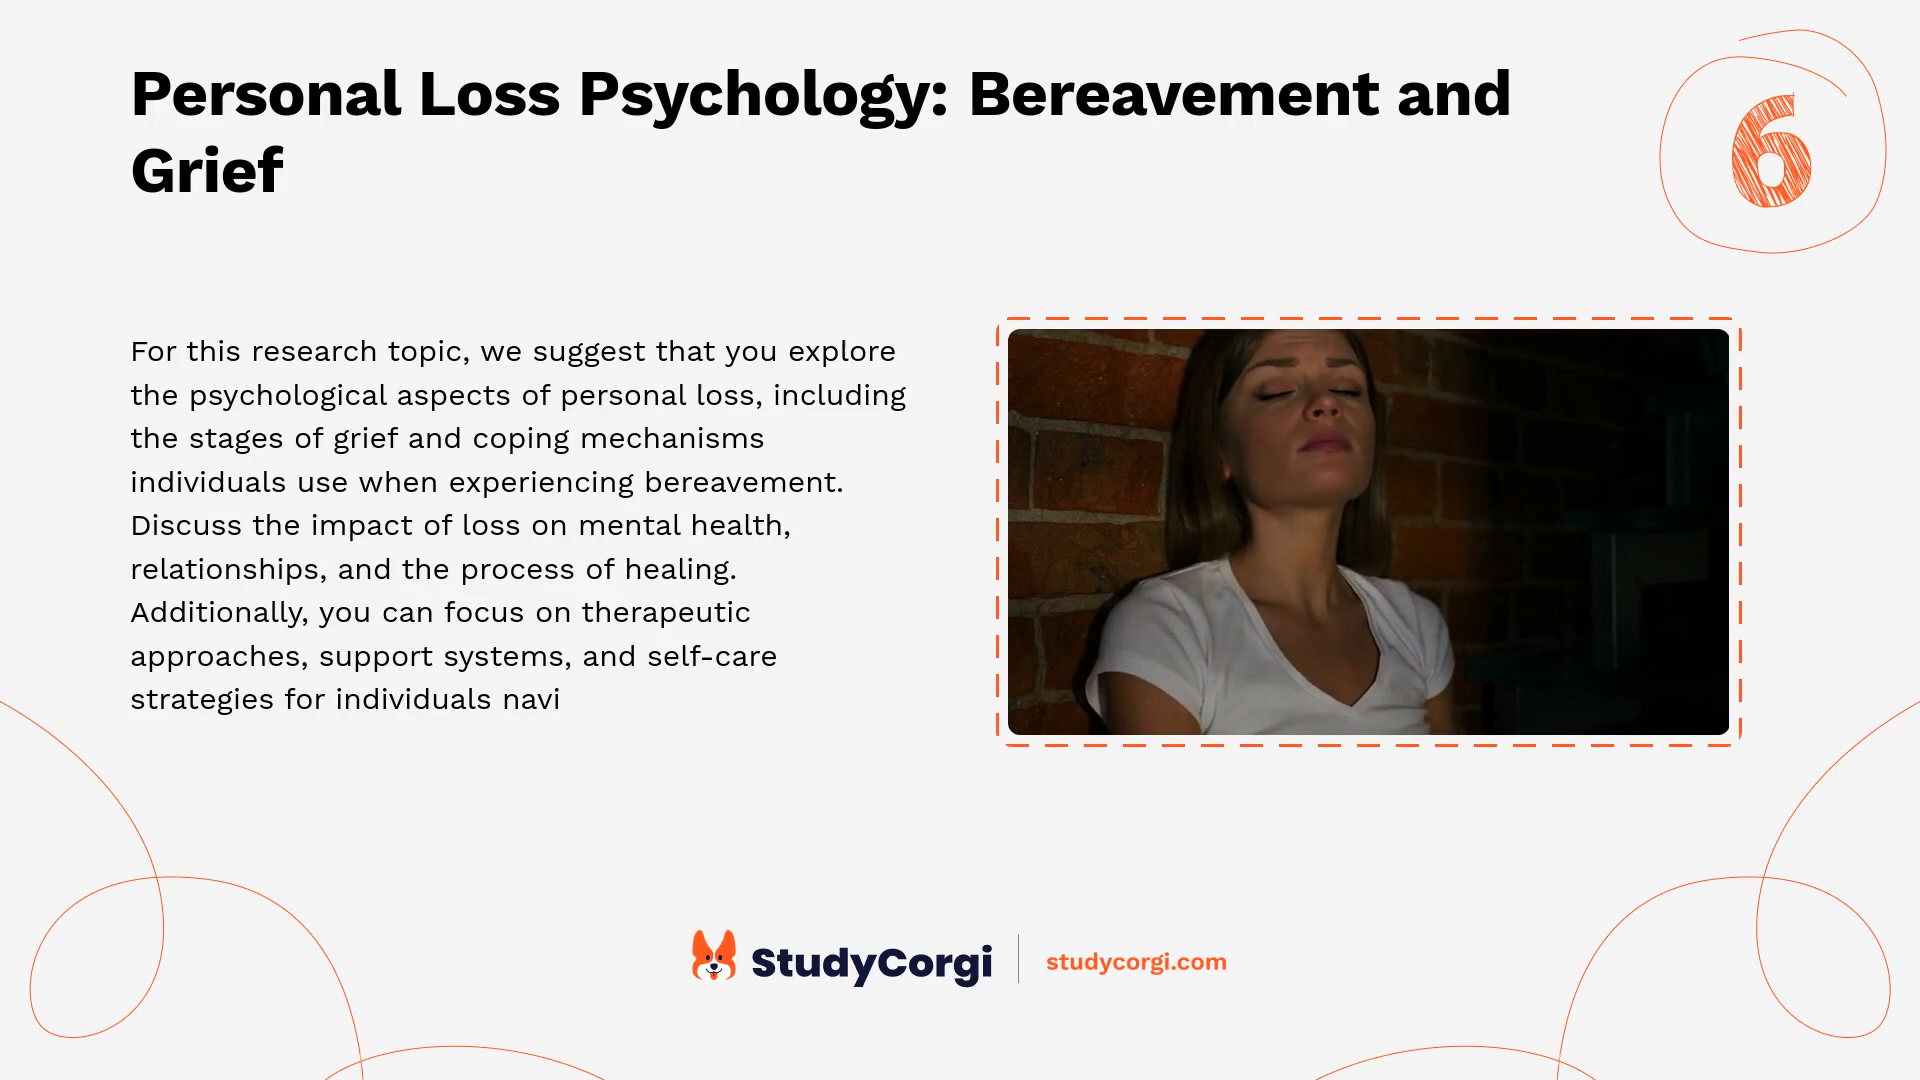 Personal Loss Psychology: Bereavement and
Grief
6
For this research topic, we suggest that you explore
the psychological aspects of personal loss, including
the stages of grief and coping mechanisms
individuals use when experiencing bereavement.
Discuss the impact of loss on mental health,
relationships, and the process of healing.
Additionally, you can focus on therapeutic
approaches, support systems, and self-care
strategies for individuals navi
StudyCorgi
studycorgi.com